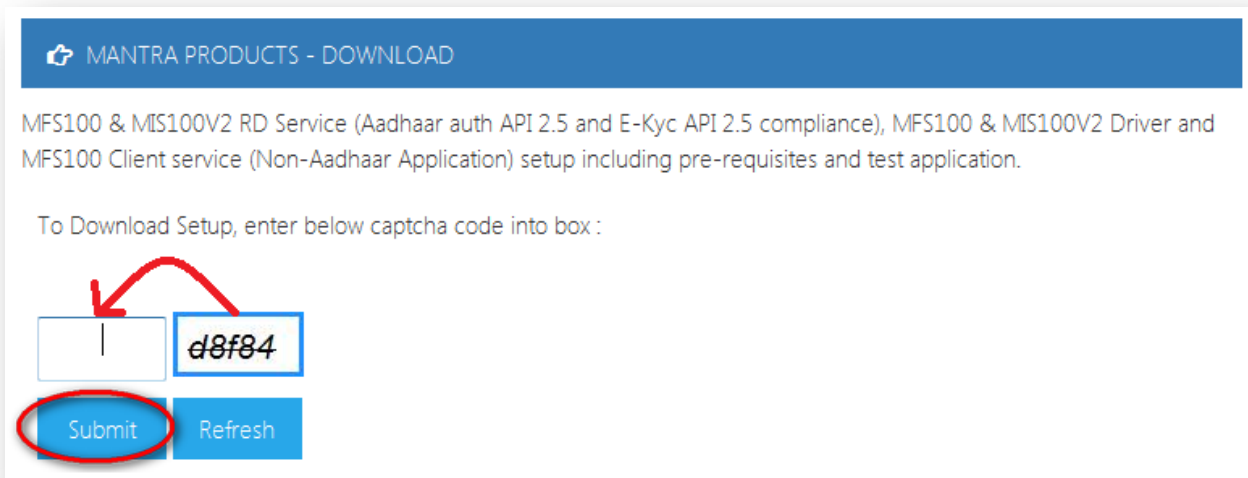 MANTRA PRODUCTS - DOWNLOAD
MFS100 & MIS100V2 RD Service (Aadhaar auth API 2.5 and E-Kyc API 2.5 compliance), MFS100 & MIS100V2 Driver and
MFS100 Client service (Non-Aadhaar Application) setup including pre-requisites and test application.
To Download Setup, enter below captcha code into box :
d8f84
Submit Refresh